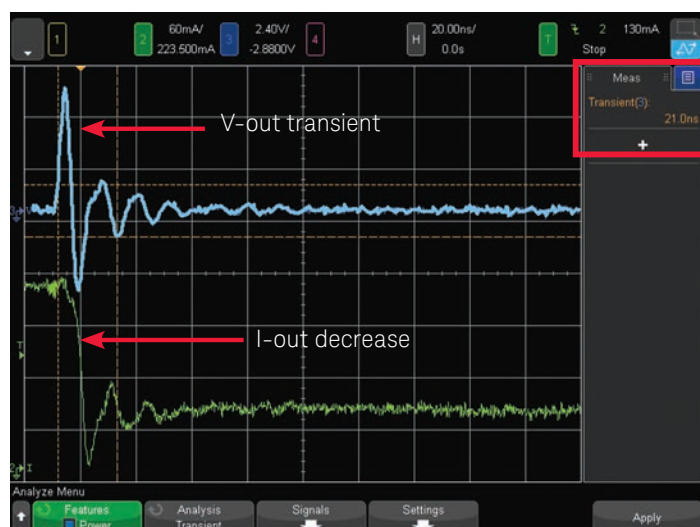 1
2
60mA/
223.500mA
3
2.40V/
-2.8800V
4
H
20.00ns/
0.0s
T
2
130mA
Stop
Meas
Transient(3):
21.0ns
+
V-out transient
I-out decrease
T
2
I
Analyze Menu
Features
Power
Analysis
Transient
Signals
Settings
Apply